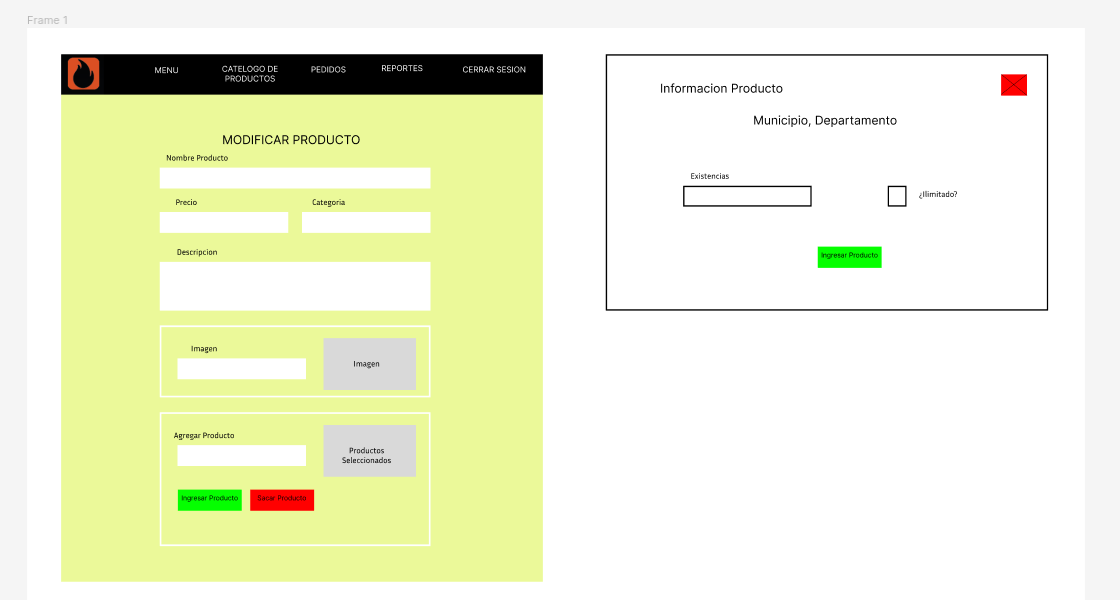 Frame 1
MENU
CATELOGO DE
PRODUCTOS
PEDIDOS
REPORTES
CERRAR SESION
MODIFICAR PRODUCTO
Nombre Producto
Precio
Categoria
Descripcion
Imagen
Imagen
Agregar Producto
Productos
Seleccionados
Ingresar Producto
Sacar Producto
Informacion Producto
Municipio, Departamento
Existencias
¿Ilimitado?
Ingresar Producto